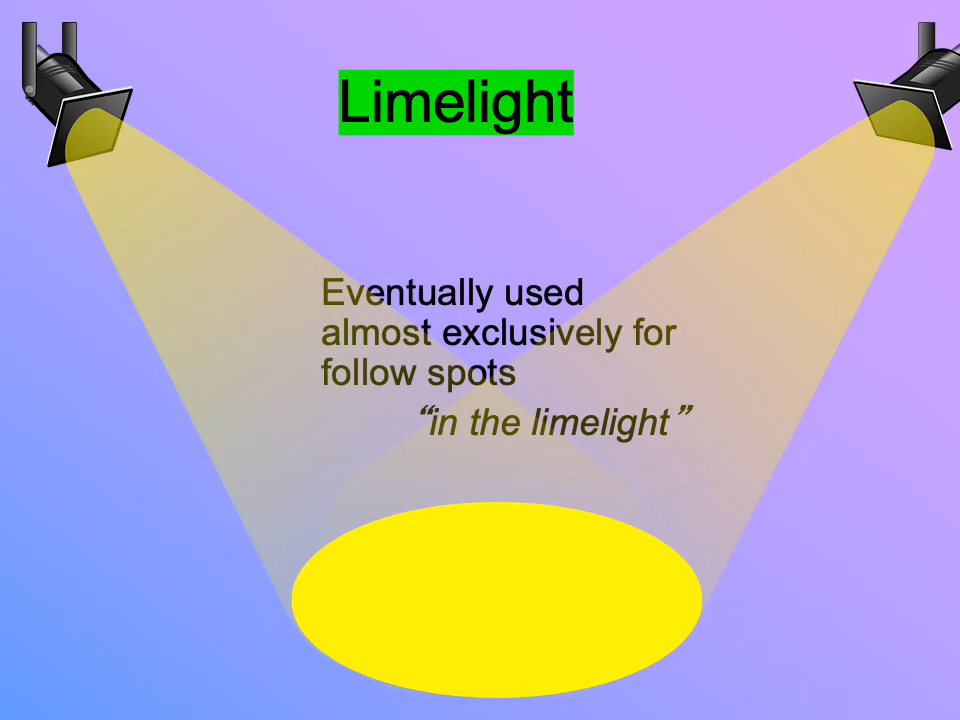 Limelight
Eventually used
almost exclusively for
follow spots
“in the limelight”